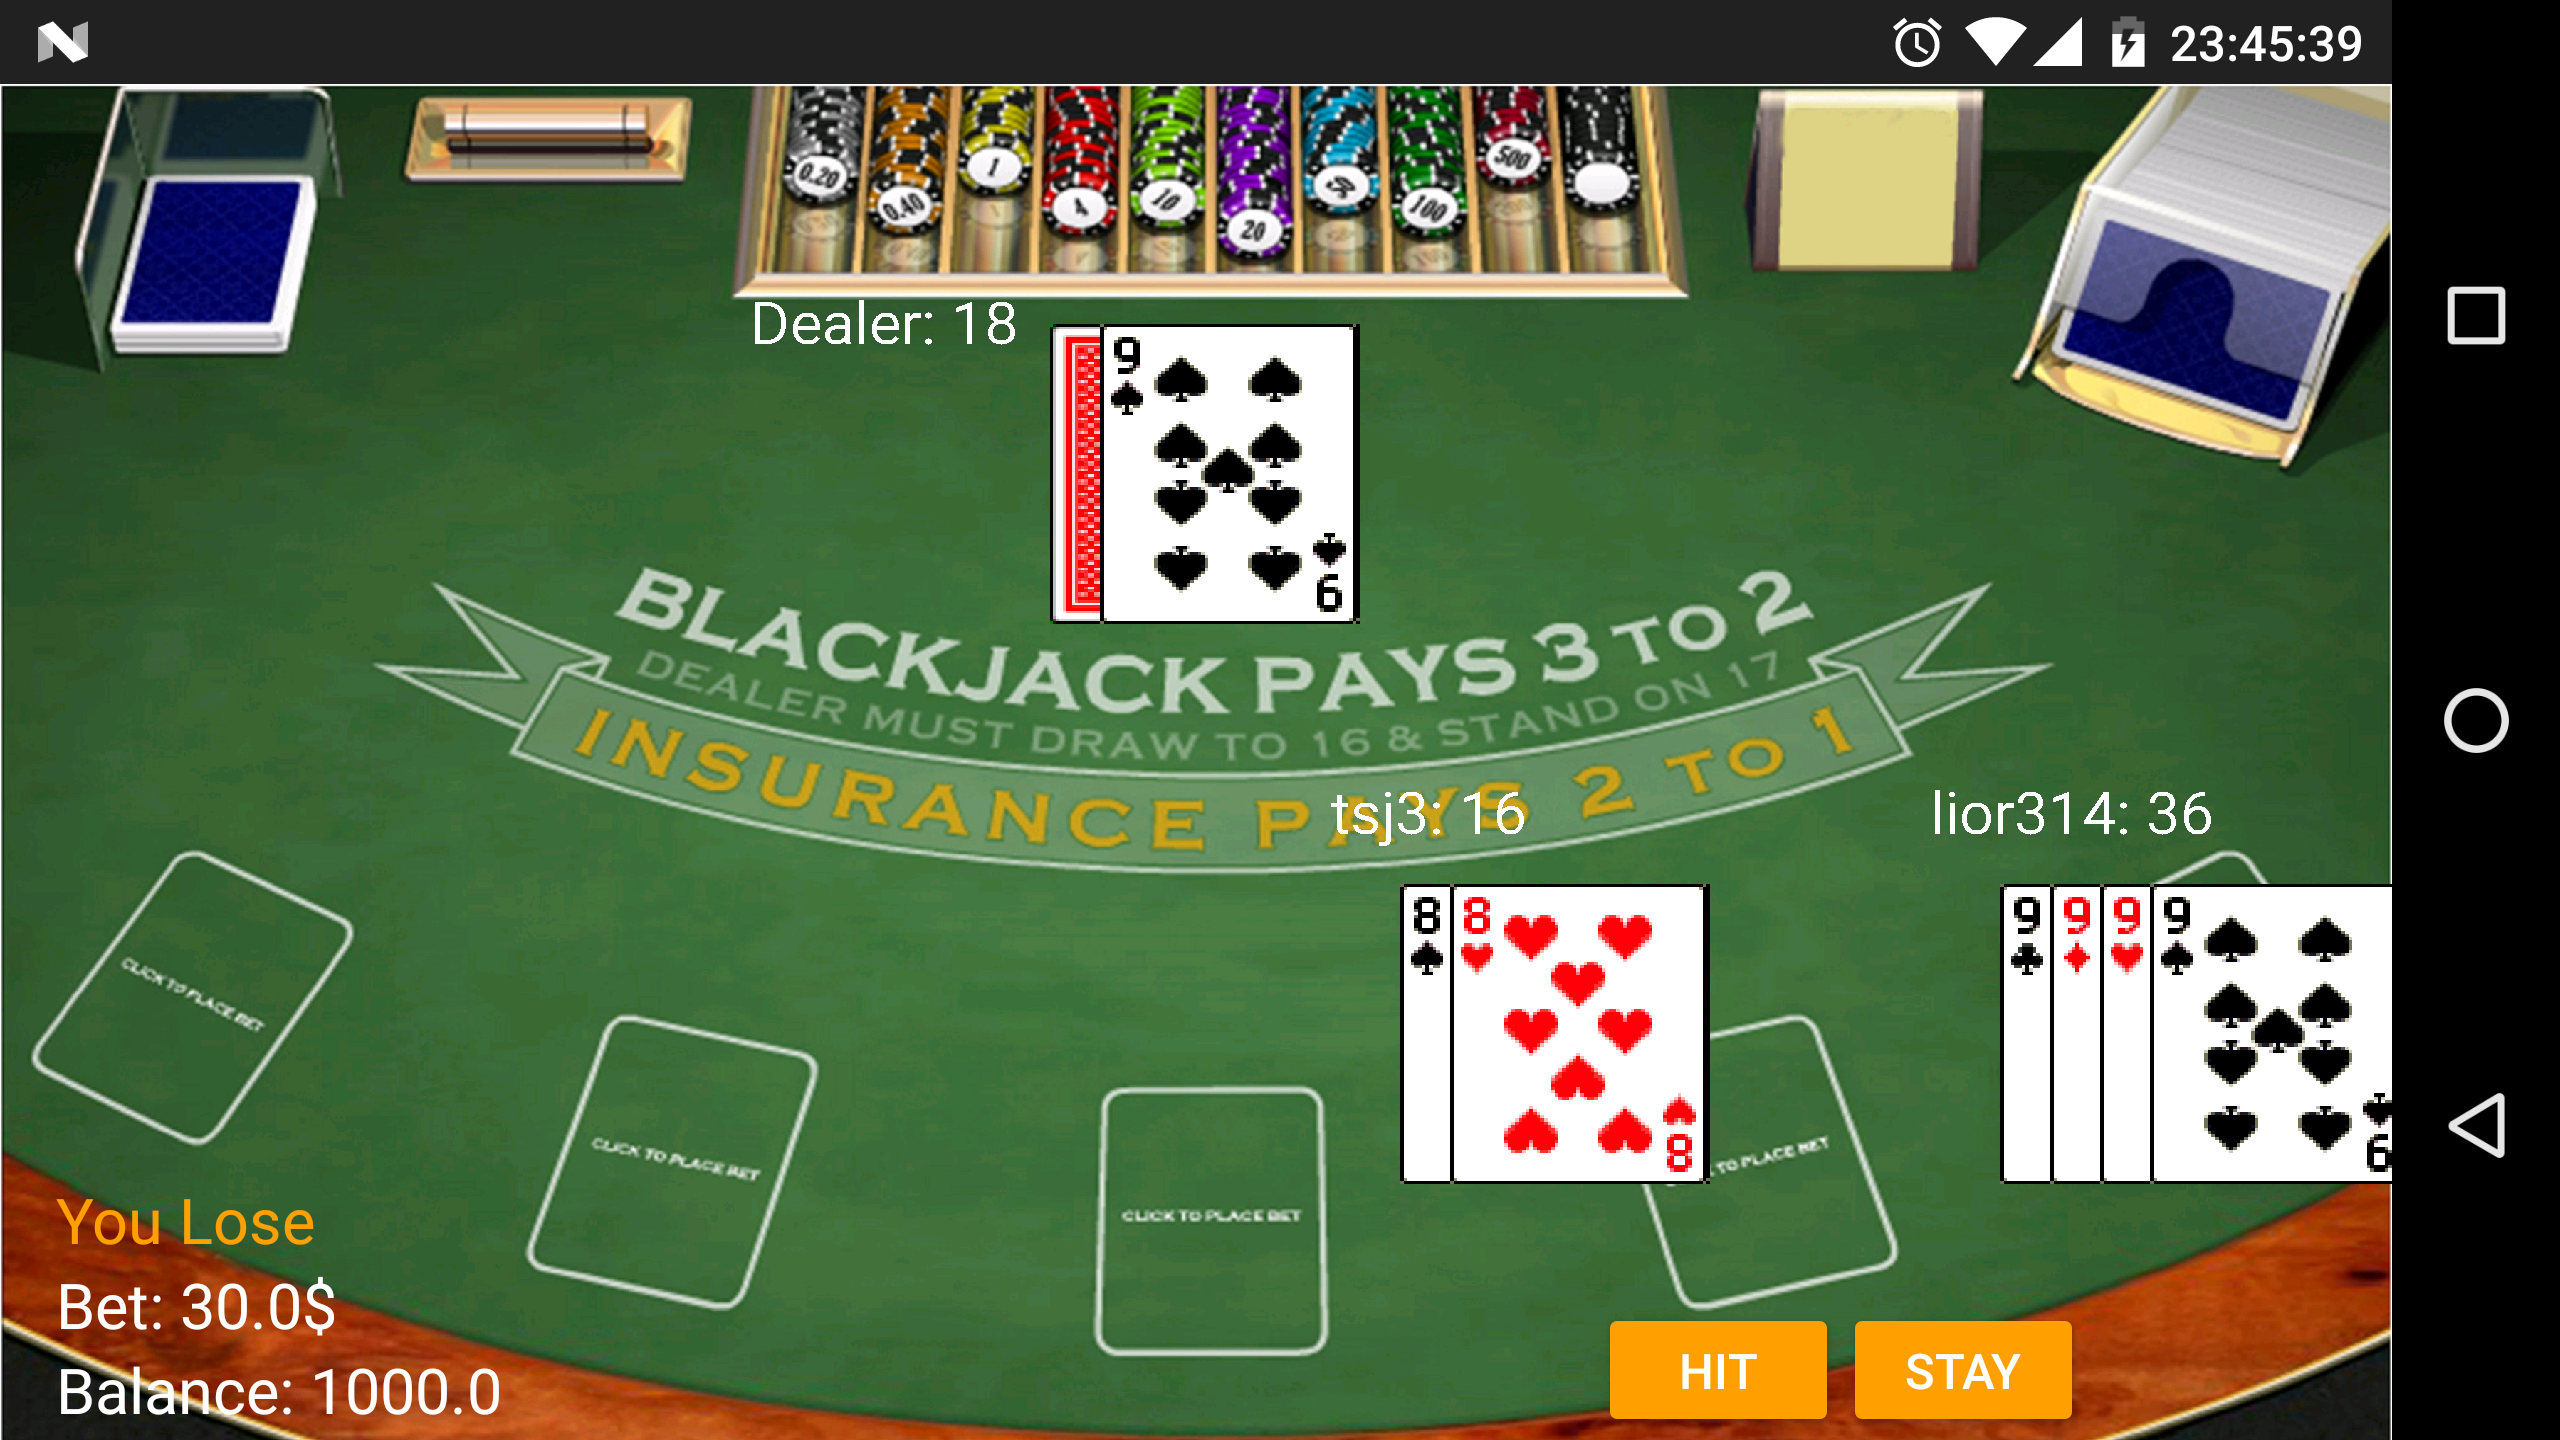 23:45:39
0.20
0.40
1
4
10
20
50
100
500
Dealer: 18
9
9
BLACKJACK PAYS 3 TO 2
DEALER MUST DRAW TO 16 & STAND ON 17
INSURANCE PAYS 2 TO 1
tsj3: 16
lior314: 36
8
8
8
9
9
9
9
9
CLICK TO PLACE BET
CLICK TO PLACE BET
CLICK TO PLACE BET
TO PLACE BET
You Lose
Bet: 30.0$
Balance: 1000.0
HIT
STAY